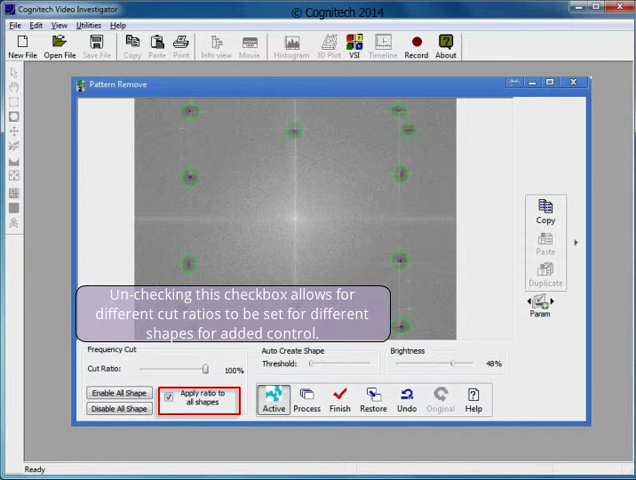 Cognitech Video Investigator
© Cognitech 2014
File Edit View Utilities Help
New File Open File Save File Copy Paste Print Info view Movie Histogram 3D Plot VSI Timeline Record About
Pattern Remove
Copy
Paste
Duplicate
Param
Un-checking this checkbox allows for
different cut ratios to be set for different
shapes for added control.
Frequency Cut
Cut Ratio: 100%
Auto Create Shape
Threshold:
Brightness
48%
Enable All Shape
Disable All Shape
Apply ratio to
all shapes
Active Process Finish Restore Undo Original Help
Ready